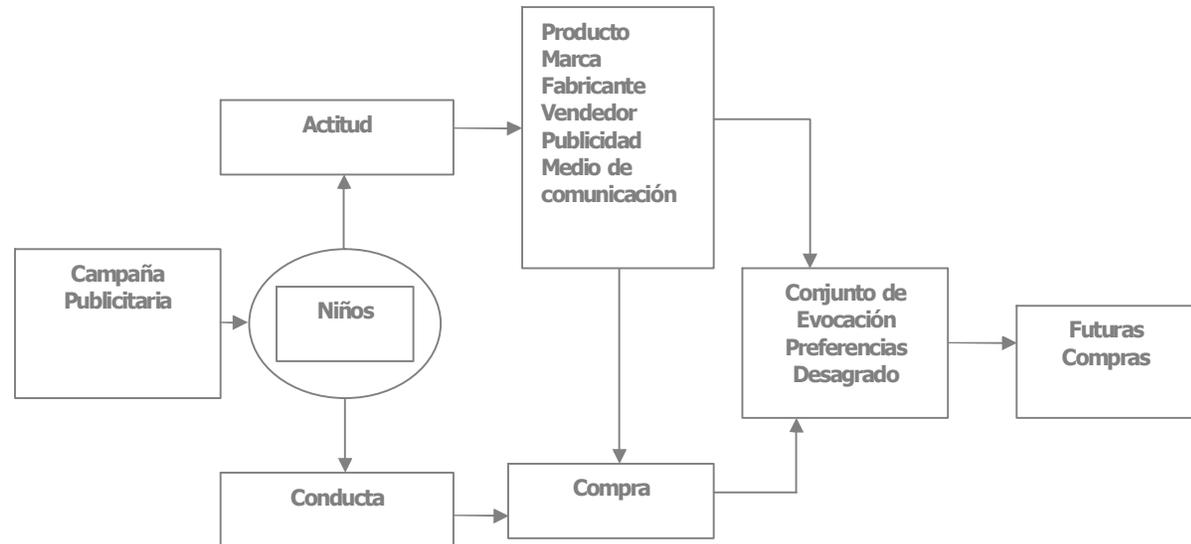 Campaña
Publicitaria
Niños
Actitud
Conducta
Producto
Marca
Fabricante
Vendedor
Publicidad
Medio de
comunicación
Compra
Conjunto de
Evocación
Preferencias
Desagrado
Futuras
Compras